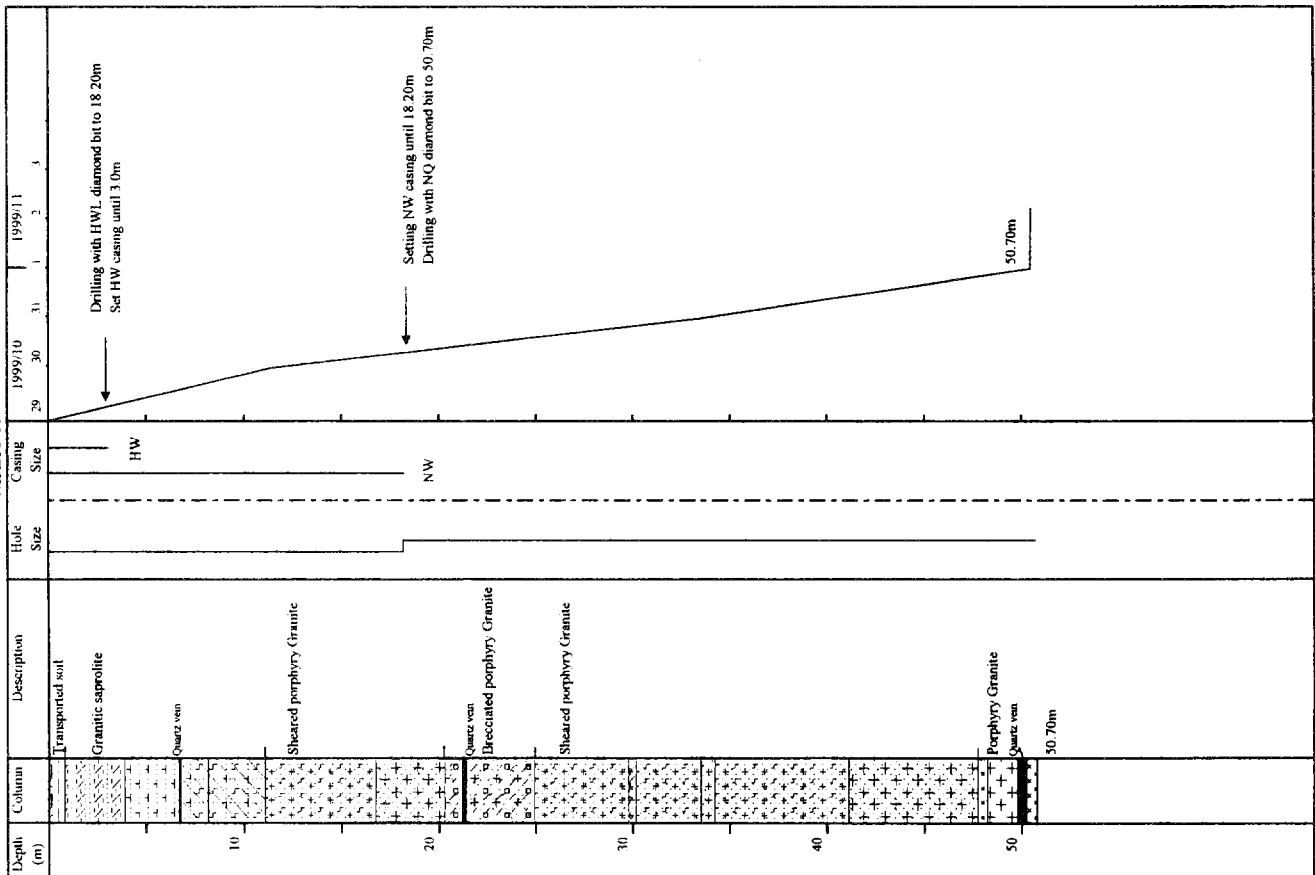 Depth
(m)
Column
Description
Hole
Size
Casing
Size
1999/10
1999/11
29
30
31
1
2
3
10
20
30
40
50
Transported soil
Granitic saprolite
Quartz vein
Sheared porphyry Granite
Quartz vein
Drecciated porphyry Granite
Sheared porphyry Granite
Porphyry Granite
Quartz vein
50.70m
HW
NW
Drilling with HWL diamond bit to 18 20m
Set HW casing until 3.0m
Setting NW casing until 18.20m
Drilling with NQ diamond bit to 50.70m
50.70m